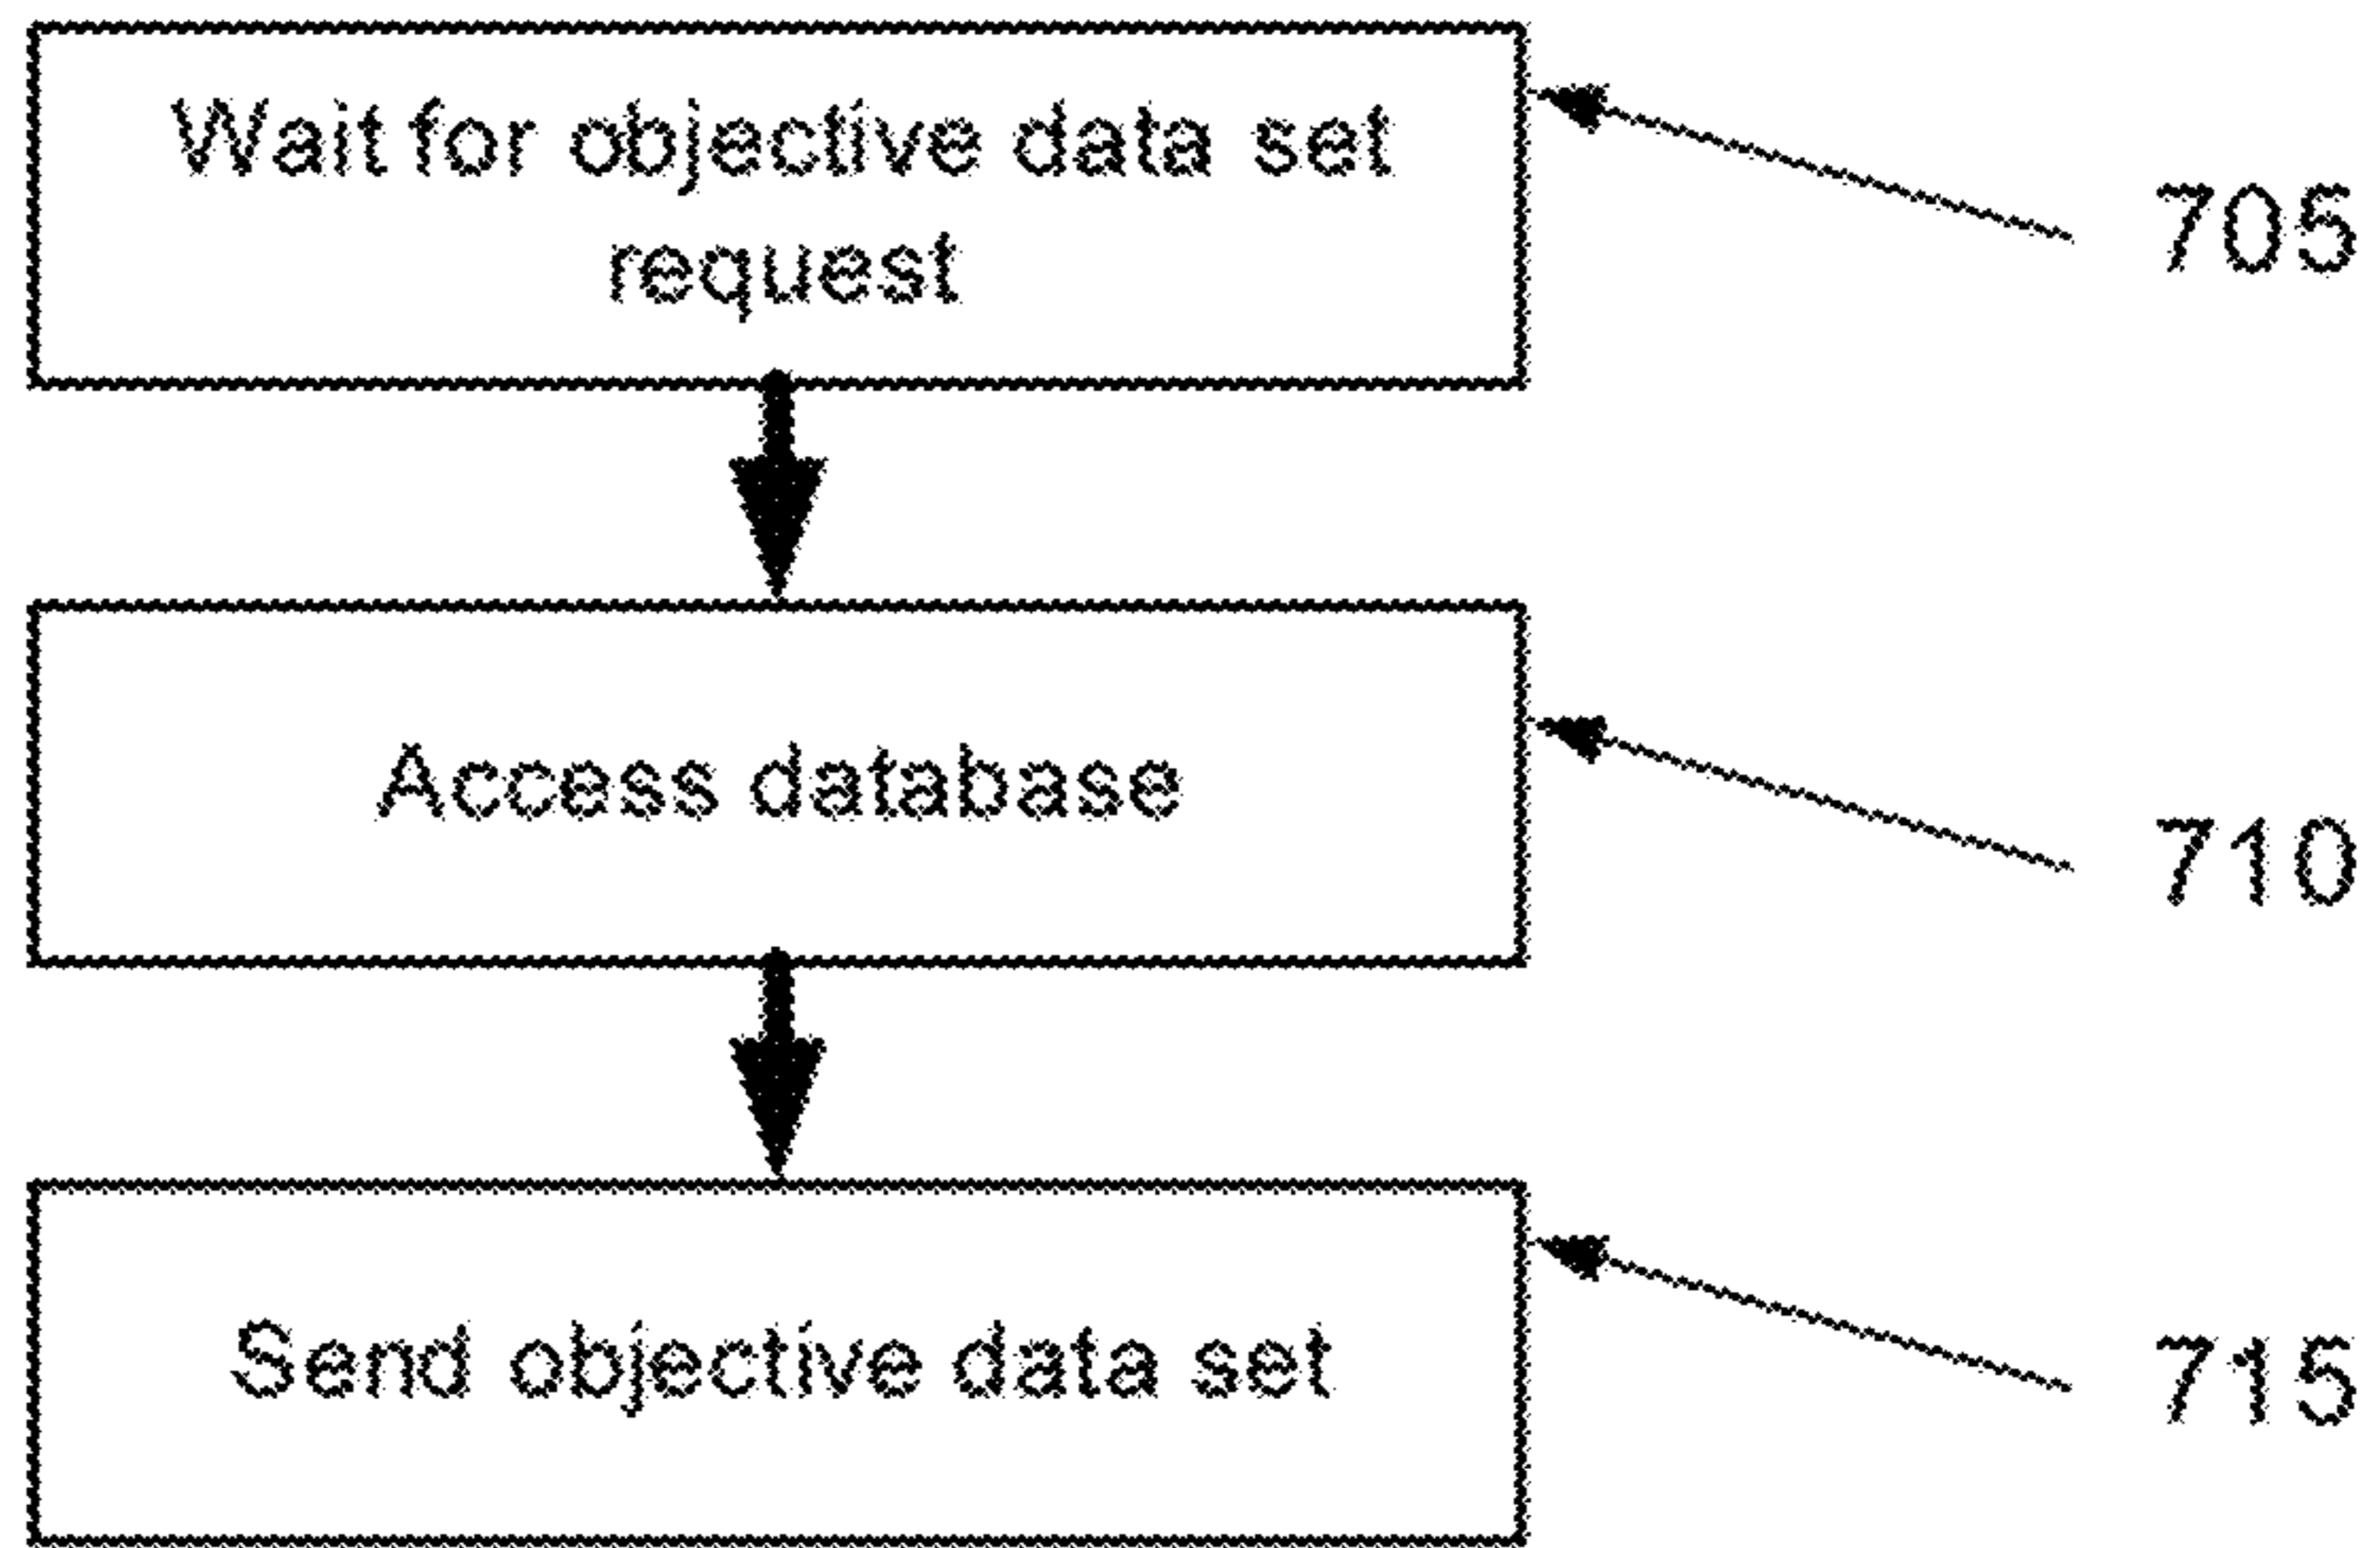 Wait for objective data set
request
705
Access database
710
Send objective data set
715